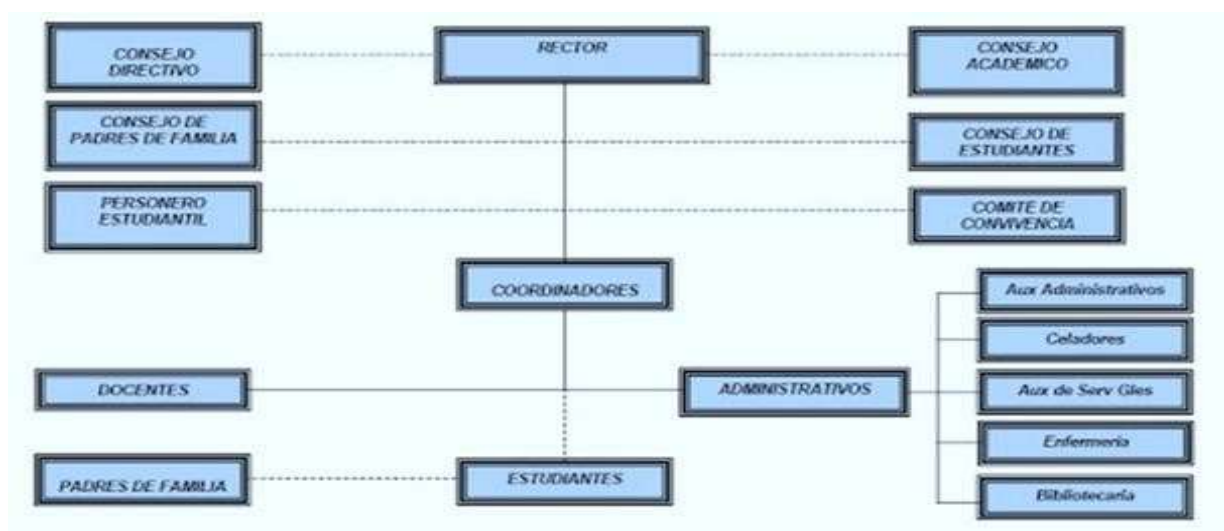 CONSEJO
DIRECTIVO
RECTOR
CONSEJO
ACADEMICO
CONSEJO DE
PADRES DE FAMILIA
CONSEJO DE
ESTUDIANTES
PERSONERO
ESTUDIANTIL
COMITE DE
CONVIVENCIA
COORDINADORES
Aux Administrativos
Celadores
DOCENTES
ADMINISTRATIVOS
Aux de Serv Gles
Enfermeria
PADRES DE FAMILIA
ESTUDIANTES
Bibliotecaria